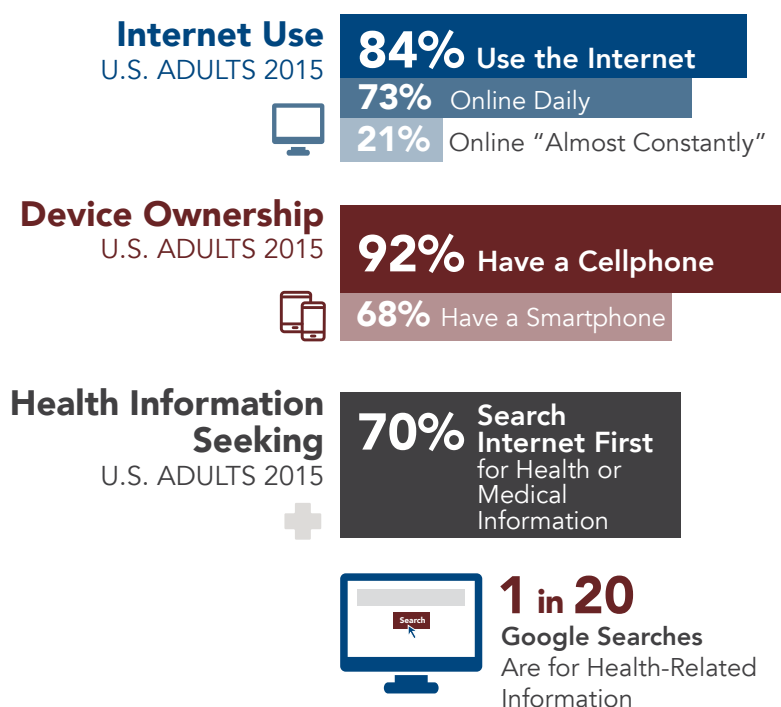 Internet Use
U.S. ADULTS 2015
84% Use the Internet
73% Online Daily
21% Online “Almost Constantly”
Device Ownership
U.S. ADULTS 2015
92% Have a Cellphone
68% Have a Smartphone
Health Information
Seeking
U.S. ADULTS 2015
70% Search
Internet First
for Health or
Medical
Information
Search
1 in 20
Google Searches
Are for Health-Related
Information